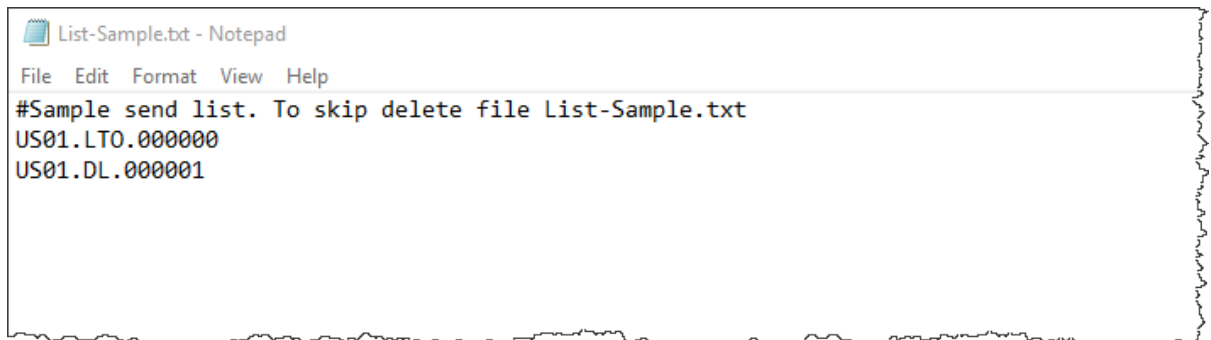 List-Sample.txt - Notepad
File Edit Format View Help
#Sample send list. To skip delete file List-Sample.txt
US01.LTO.000000
US01.DL.000001